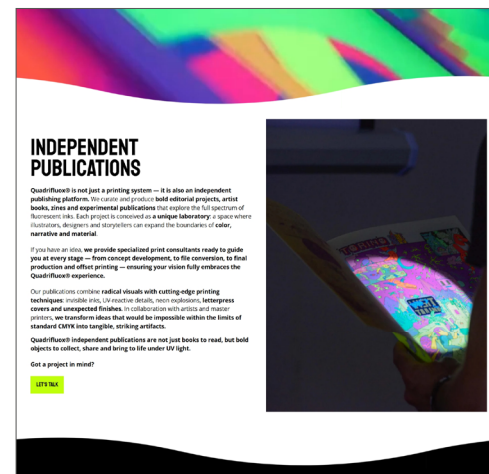 INDEPENDENT
PUBLICATIONS
Quadrifluox® is not just a printing system — it is also an independent
publishing platform. We curate and produce bold editorial projects, artist
books, zines and experimental publications that explore the full spectrum of
fluorescent inks. Each project is conceived as a unique laboratory: a space where
illustrators, designers and storytellers can expand the boundaries of color,
narrative and material.
If you have an idea, we provide specialized print consultants ready to guide
you at every stage — from concept development, to file conversion, to final
production and offset printing — ensuring your vision fully embraces the
Quadrifluox® experience.
Our publications combine radical visuals with cutting-edge printing
techniques: invisible inks, UV-reactive details, neon explosions, letterpress
covers and unexpected finishes. In collaboration with artists and master
printers, we transform ideas that would be impossible within the limits of
standard CMYK into tangible, striking artifacts.
Quadrifluox® independent publications are not just books to read, but bold
objects to collect, share and bring to life under UV light.
Got a project in mind?
LET'S TALK